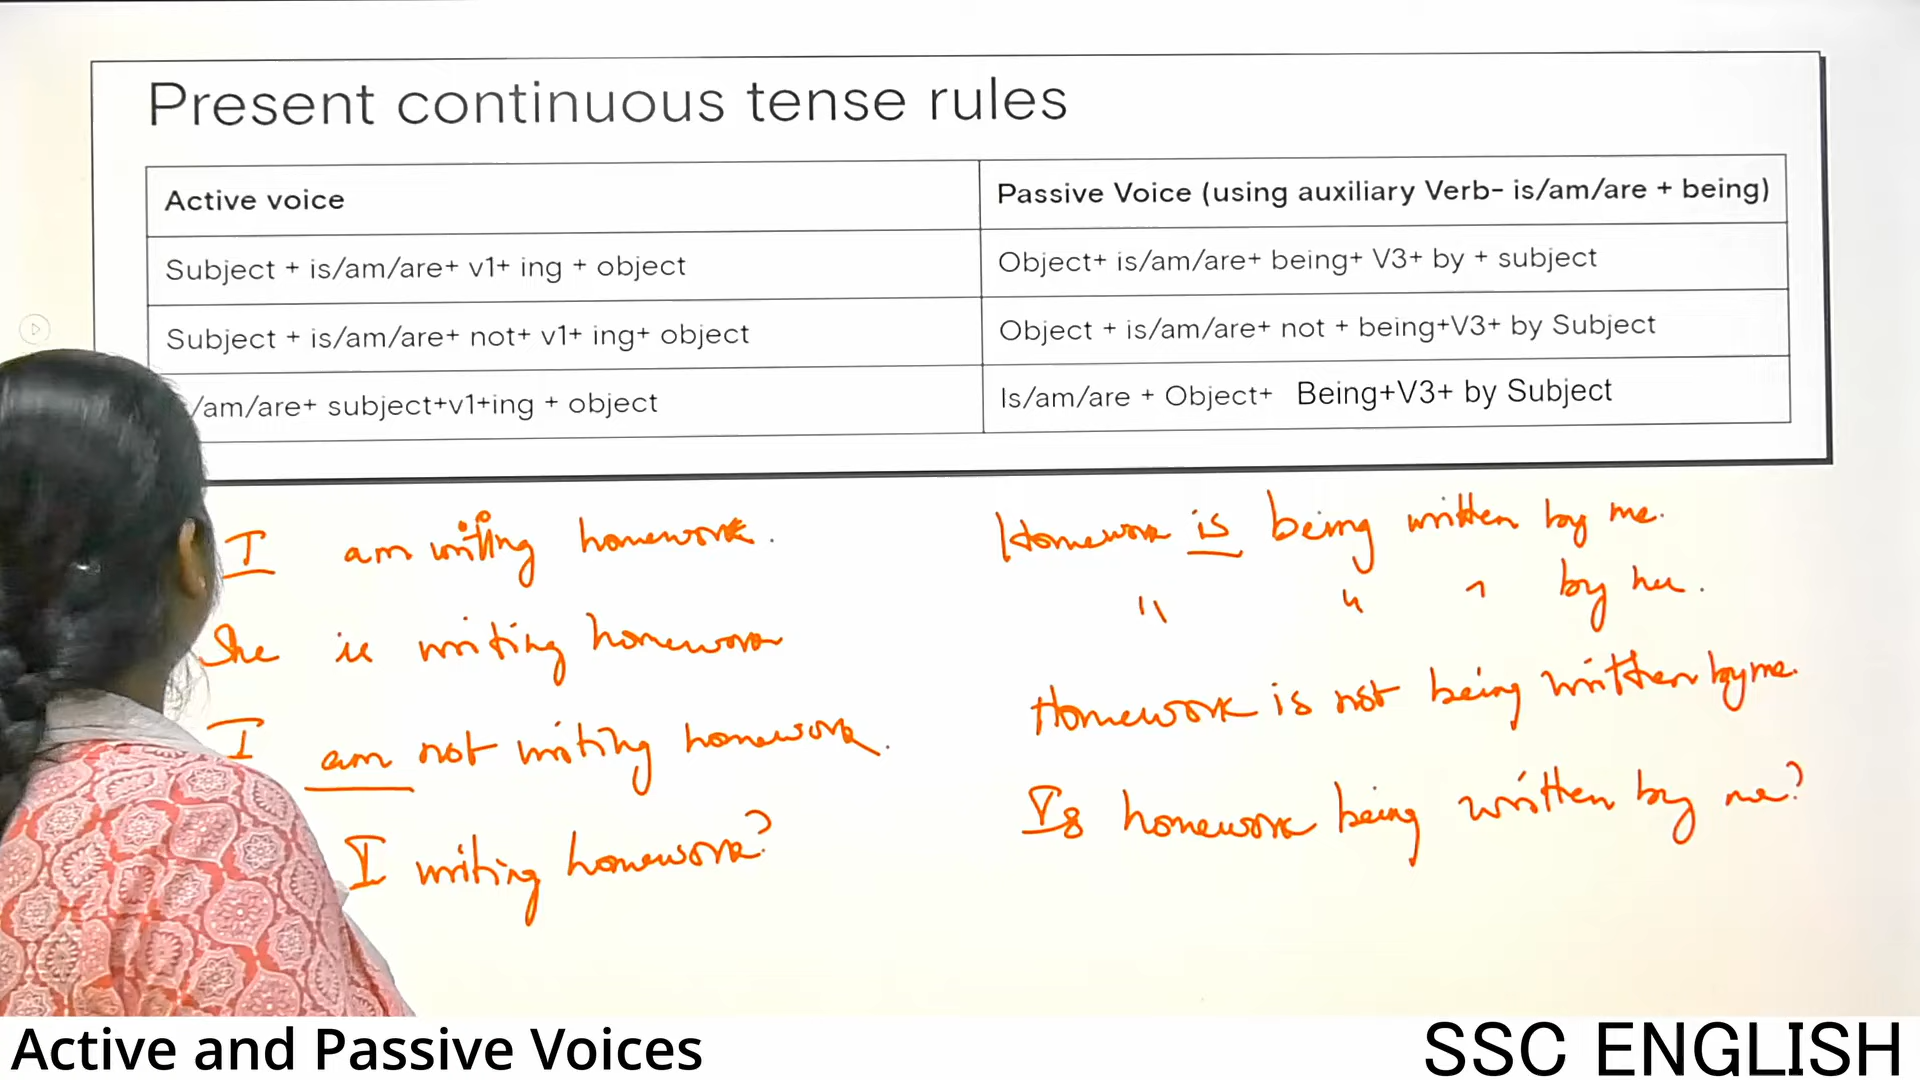 Present continuous tense rules
Active voice
Passive Voice (using auxiliary Verb- is/am/are + being)
Subject + is/am/are+ v1+ ing + object
Object+ is/am/are+ being+ V3+ by + subject
Subject + is/am/are+ not+ v1+ ing+ object
Object + is/am/are+ not + being+V3+ by Subject
/am/are+ subject+v1+ing + object
Is/am/are + Object+ Being+V3+ by Subject
I am writing homework.
Homework is being written by me.
" " " by her.
She is writing homework
I am not writing homework.
Homework is not being written by me.
I writing homework?
Is homework being written by me?
Active and Passive Voices
SSC ENGLISH